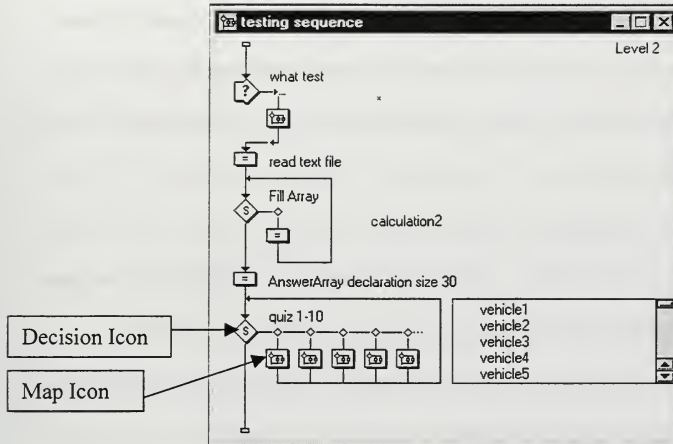 testing sequence
Level 2
what test
?
=
read text file
Fill Array
S
=
calculation2
=
AnswerArray declaration size 30
quiz 1-10
S
vehicle1
vehicle2
vehicle3
vehicle4
vehicle5
Decision Icon
Map Icon